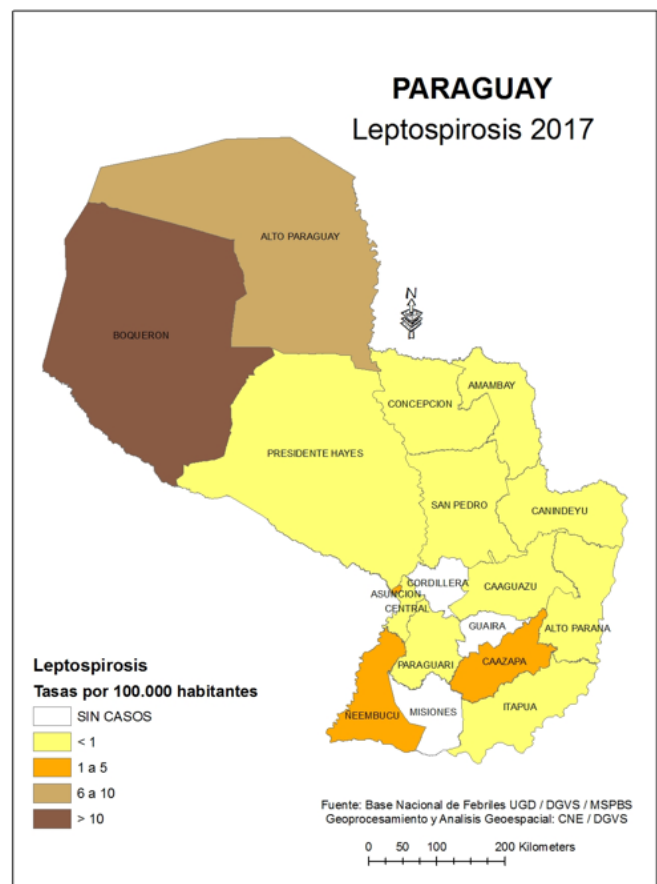 PARAGUAY
Leptospirosis 2017
ALTO PARAGUAY
N
BOQUERON
AMAMBAY
CONCEPCION
PRESIDENTE HAYES
SAN PEDRO
CANINDEYU
CORDILLERA
CAAGUAZU
ASUNCION
CENTRAL
GUAIRA
ALTO PARANA
PARAGUARI
CAAZAPA
ÑEEMBUCU
MISIONES
ITAPUA
Leptospirosis
Tasas por 100.000 habitantes
SIN CASOS
< 1
1 a 5
6 a 10
> 10
Fuente: Base Nacional de Febriles UGD / DGVS / MSPBS
Geoprocesamiento y Analisis Geoespacial: CNE / DGVS
0 50 100 200 Kilometers